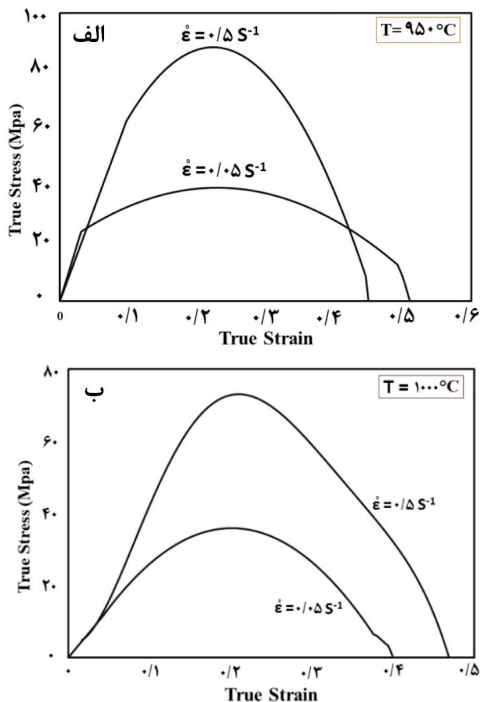 ۱۰۰
الف
ε̇ =۰/۵ S⁻¹
T= ۹۵۰°C
۸۰
۶۰
ε̇ =۰/۰۵ S⁻¹
۴۰
۲۰
۰
True Stress (Mpa)
0 ۰/۱ ۰/۲ ۰/۳ ۰/۴ ۰/۵ ۰/۶
True Strain
۸۰
ب
T = ۱۰۰۰°C
۶۰
ε̇ =۰/۵ S⁻¹
۴۰
ε̇ =۰/۰۵ S⁻¹
۲۰
۰
True Stress (Mpa)
۰ ۰/۱ ۰/۲ ۰/۳ ۰/۴ ۰/۵
True Strain